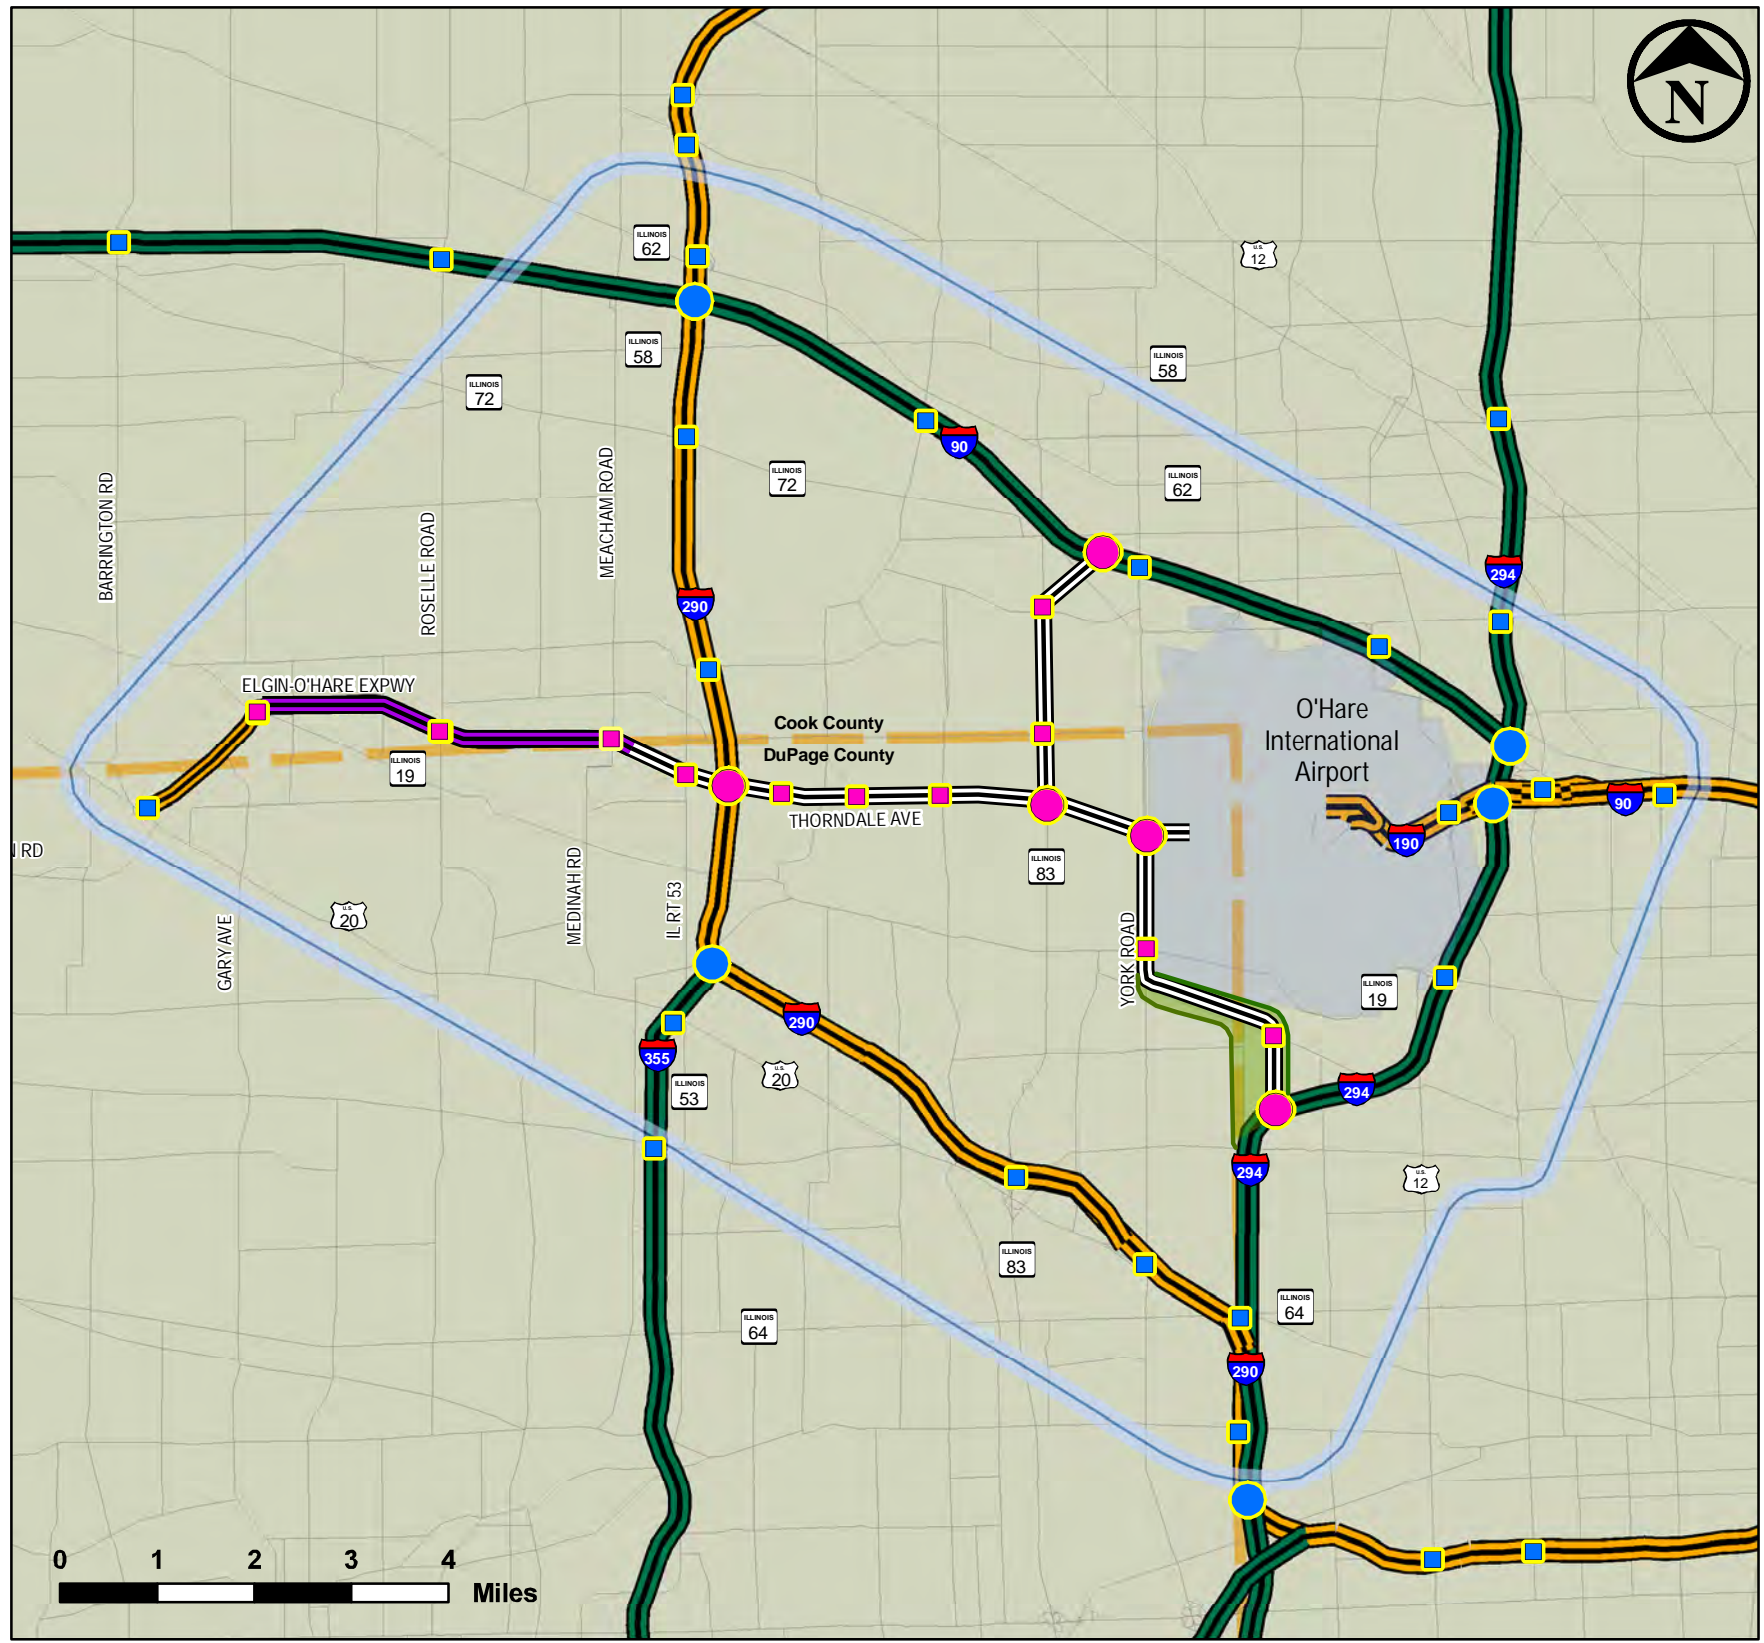 N
ILLINOIS
62
U.S.
12
ILLINOIS
58
ILLINOIS
58
ILLINOIS
72
90
ILLINOIS
72
ILLINOIS
62
BARRINGTON RD
ROSELLE ROAD
MEACHAM ROAD
294
290
ELGIN-O'HARE EXPWY
Cook County
DuPage County
O'Hare
International
Airport
ILLINOIS
19
90
THORNDALE AVE
190
RD
ILLINOIS
83
U.S.
20
GARY AVE
MEDINAH RD
IL RT 53
YORK ROAD
ILLINOIS
19
290
355
U.S.
20
ILLINOIS
53
294
294
U.S.
12
ILLINOIS
83
ILLINOIS
64
ILLINOIS
64
290
0 1 2 3 4
Miles